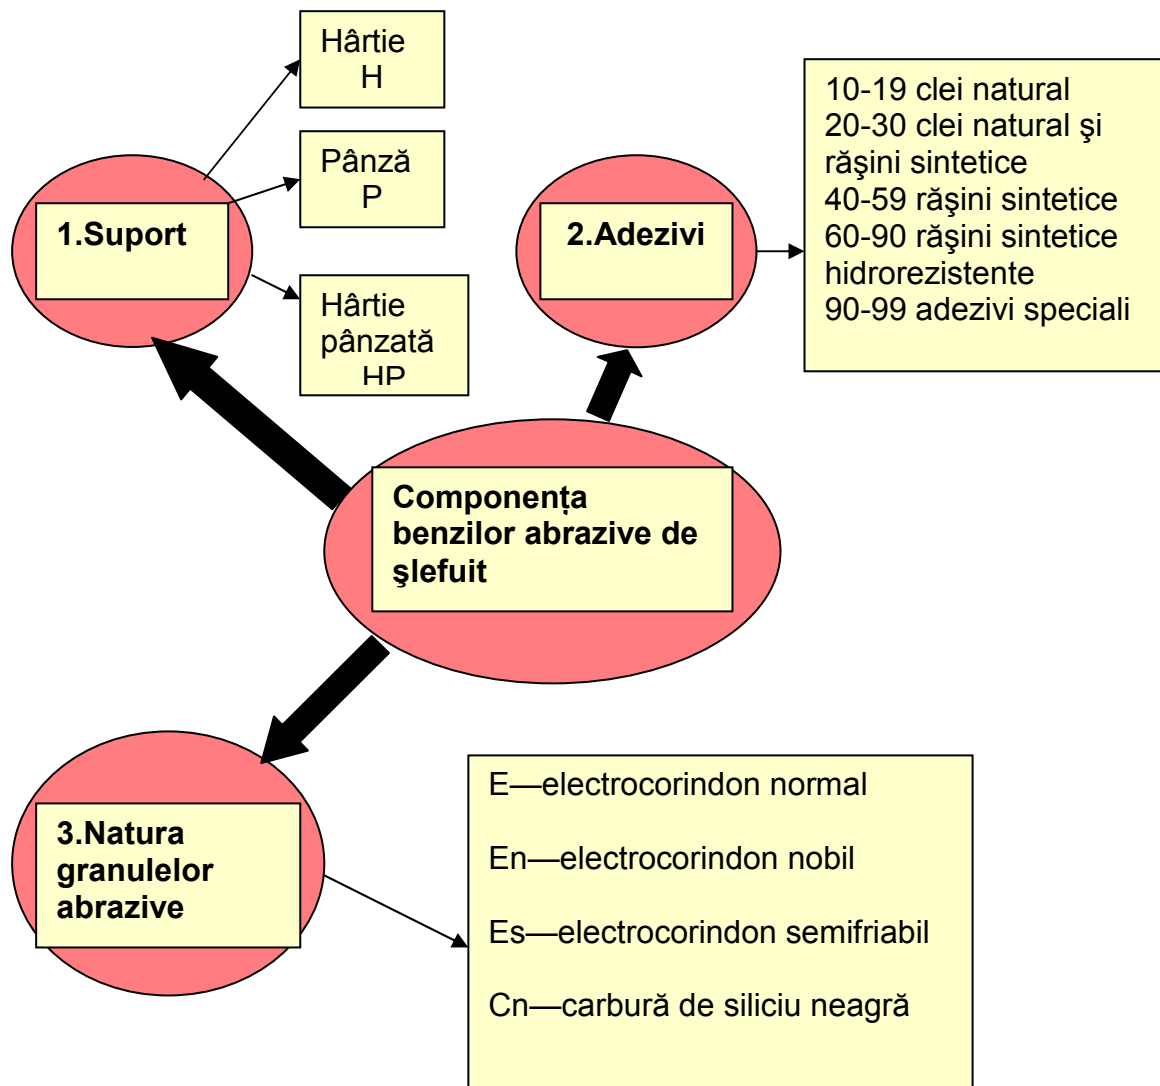 Hârtie
H
Pânză
P
Hârtie
pânzată
HP
1.Suport
2.Adezivi
10-19 clei natural
20-30 clei natural şi
răşini sintetice
40-59 răşini sintetice
60-90 răşini sintetice
hidrorezistente
90-99 adezivi speciali
Componența
benzilor abrazive de
şlefuit
3.Natura
granulelor
abrazive
E—electrocorindon normal
En—electrocorindon nobil
Es—electrocorindon semifriabil
Cn—carbură de siliciu neagră